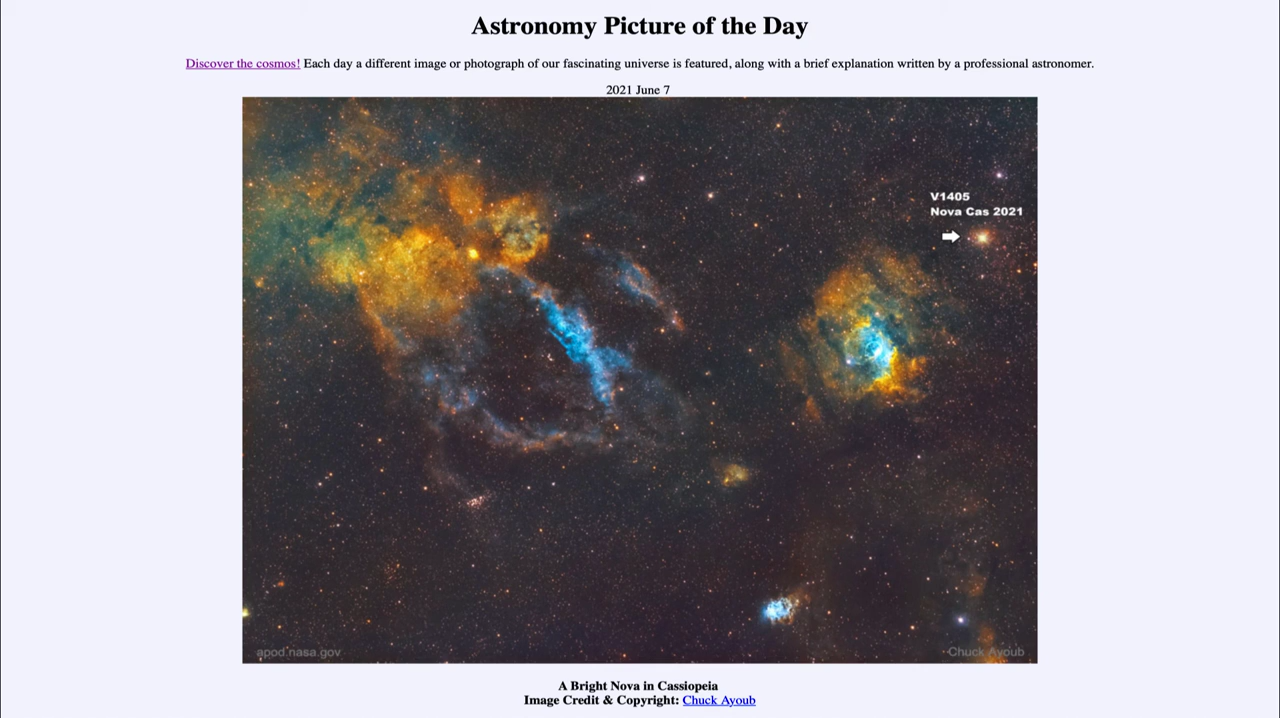 Astronomy Picture of the Day
Discover the cosmos! Each day a different image or photograph of our fascinating universe is featured, along with a brief explanation written by a professional astronomer.
2021 June 7
V1405
Nova Cas 2021
apod.nasa.gov
Chuck Ayoub
A Bright Nova in Cassiopeia
Image Credit & Copyright: Chuck Ayoub